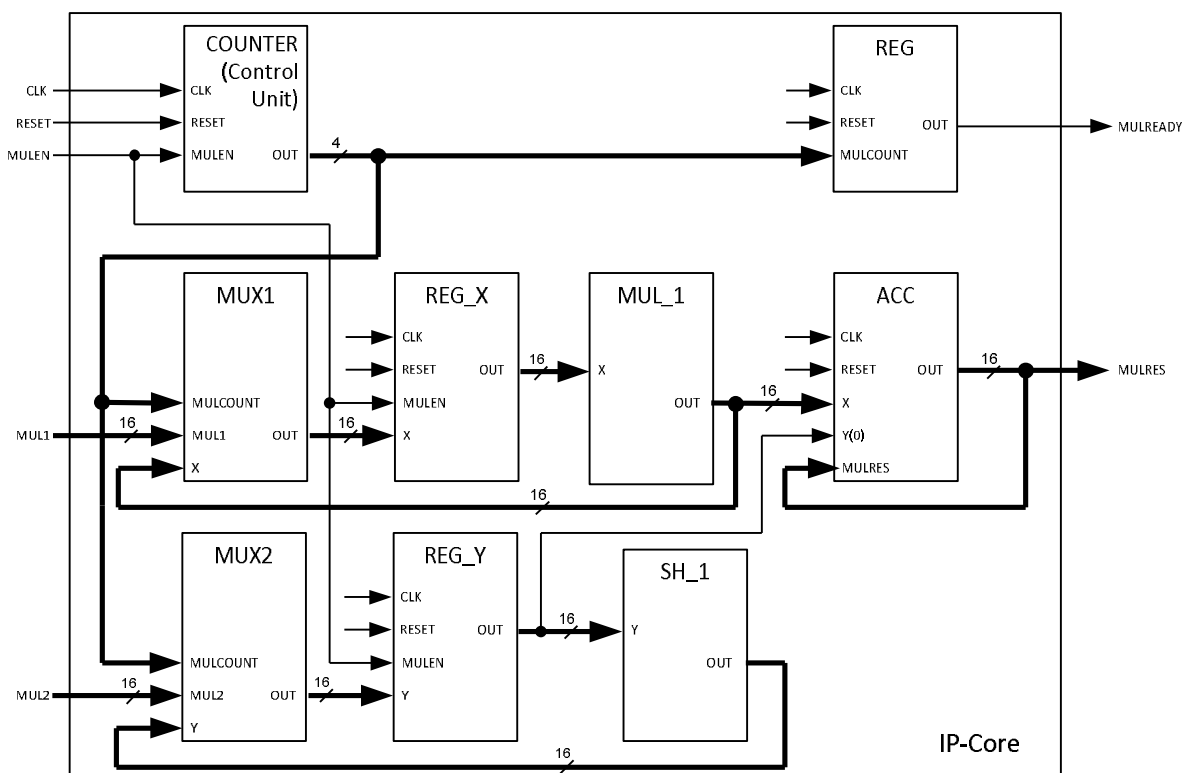 COUNTER
(Control
Unit)
CLK
RESET
MULEN
CLK
RESET
MULEN
OUT
4
REG
CLK
RESET
MULCOUNT
OUT
MULREADY
MUX1
MULCOUNT
MUL1
X
OUT
MUL1
16
16
REG_X
CLK
RESET
MULEN
X
OUT
16
MUL_1
X
OUT
16
16
ACC
CLK
RESET
X
Y(0)
MULRES
OUT
16
MULRES
MUX2
MULCOUNT
MUL2
Y
OUT
MUL2
16
16
REG_Y
CLK
RESET
MULEN
Y
OUT
16
SH_1
Y
OUT
16
IP-Core